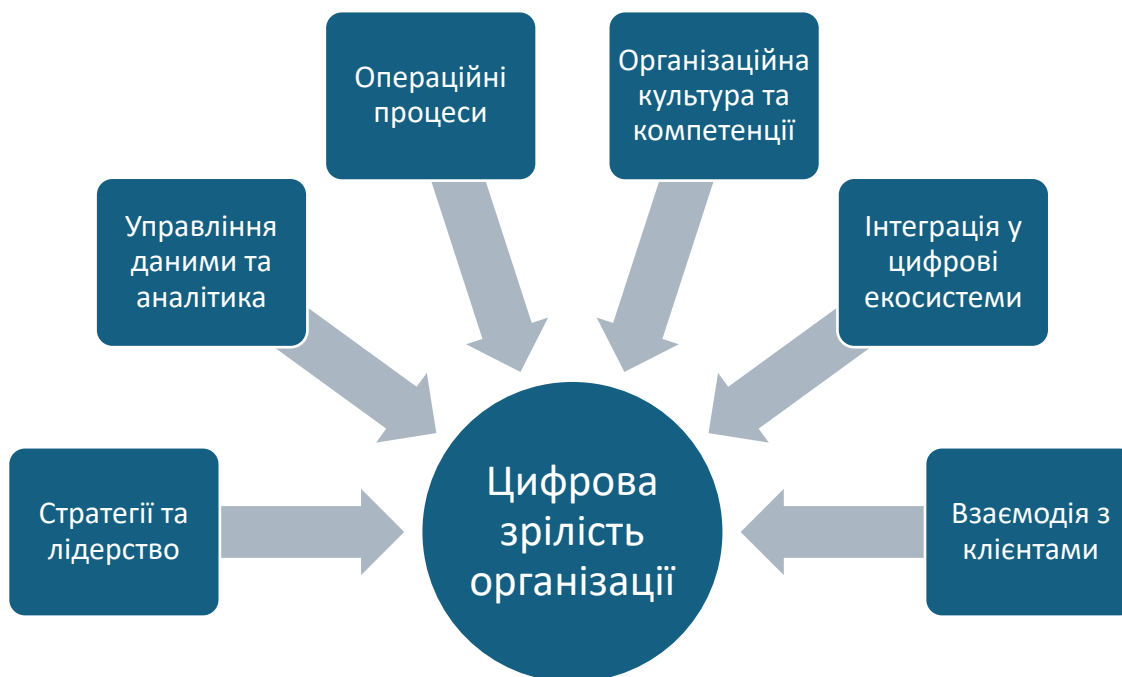 Операційні
процеси
Організаційна
культура та
компетенції
Управління
даними та
аналітика
Інтеграція у
цифрові
екосистеми
Стратегії та
лідерство
Цифрова
зрілість
організації
Взаємодія з
клієнтами